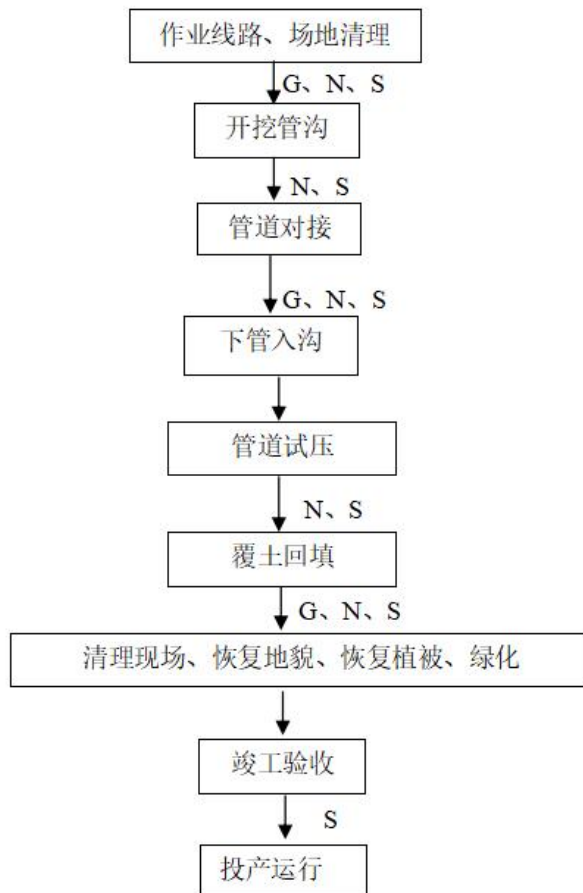 作业线路、场地清理
G、N、S
开挖管沟
N、S
管道对接
G、N、S
下管入沟
管道试压
N、S
覆土回填
G、N、S
清理现场、恢复地貌、恢复植被、绿化
竣工验收
S
投产运行